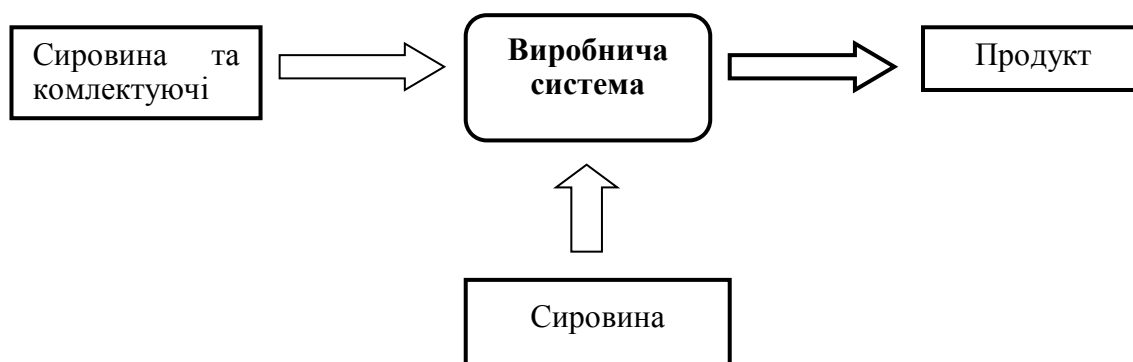 Сировина та
комлектуючі
Виробнича
система
Продукт
Сировина